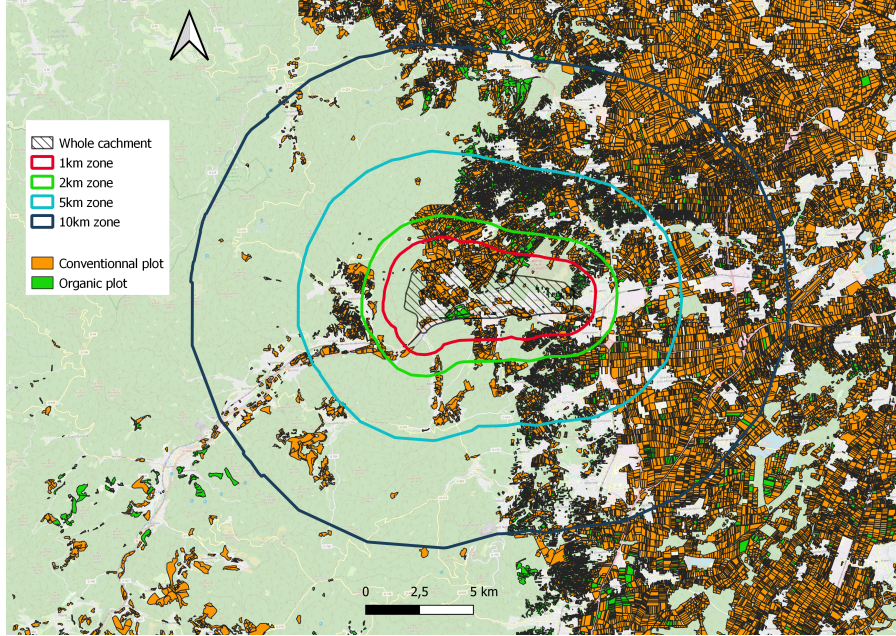 Whole cachment
1km zone
2km zone
5km zone
10km zone
Conventionnal plot
Organic plot
0 2,5 5 km